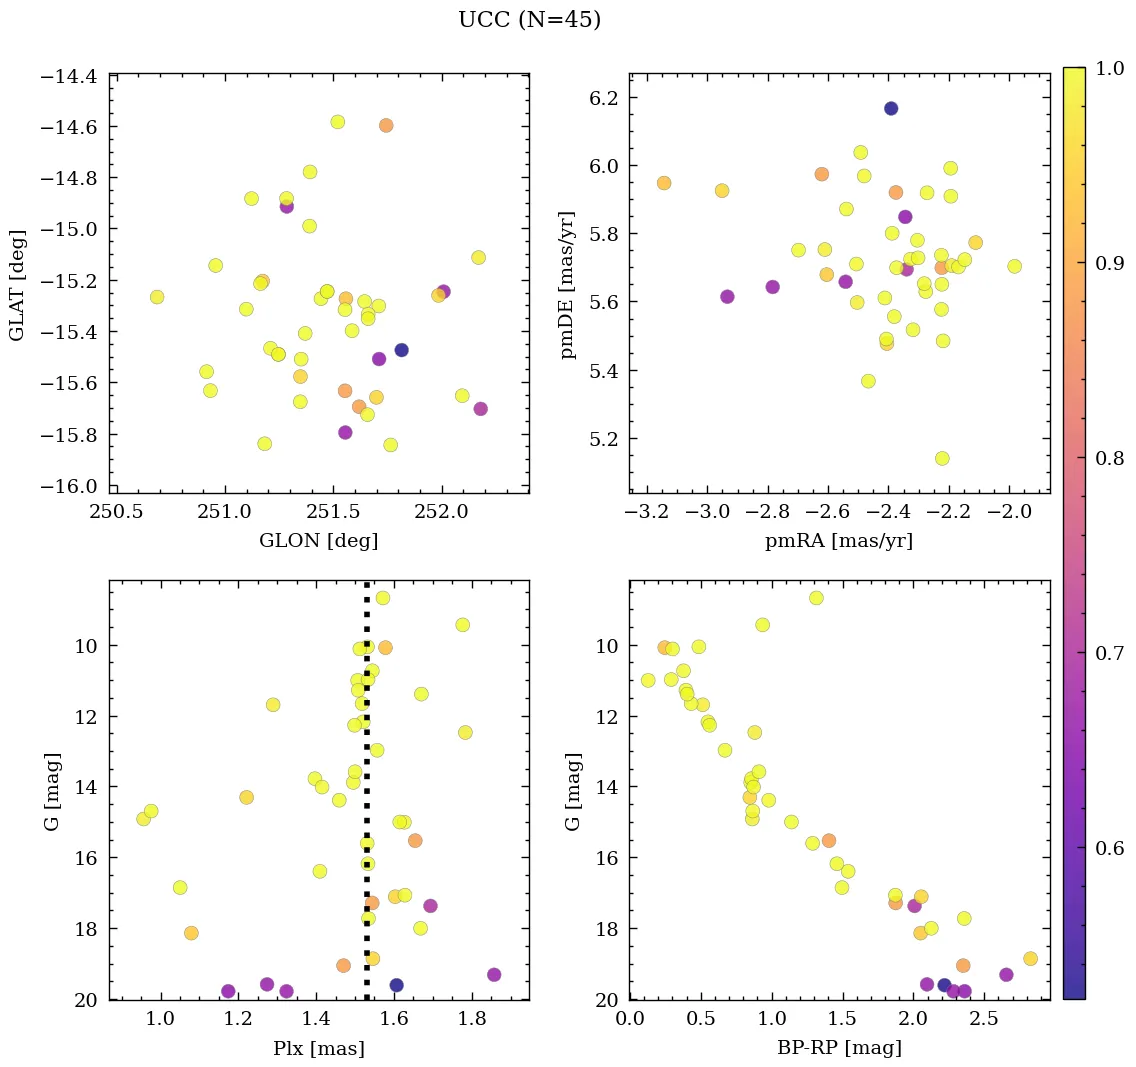 UCC (N=45)
−14.4
−14.6
−14.8
−15.0
−15.2
−15.4
−15.6
−15.8
−16.0
GLAT [deg]
250.5 251.0 251.5 252.0
GLON [deg]
6.2
6.0
5.8
5.6
5.4
5.2
pmDE [mas/yr]
−3.2 −3.0 −2.8 −2.6 −2.4 −2.2 −2.0
pmRA [mas/yr]
10
12
14
16
18
20
G [mag]
1.0 1.2 1.4 1.6 1.8
Plx [mas]
10
12
14
16
18
20
G [mag]
0.0 0.5 1.0 1.5 2.0 2.5
BP-RP [mag]
1.0
0.9
0.8
0.7
0.6